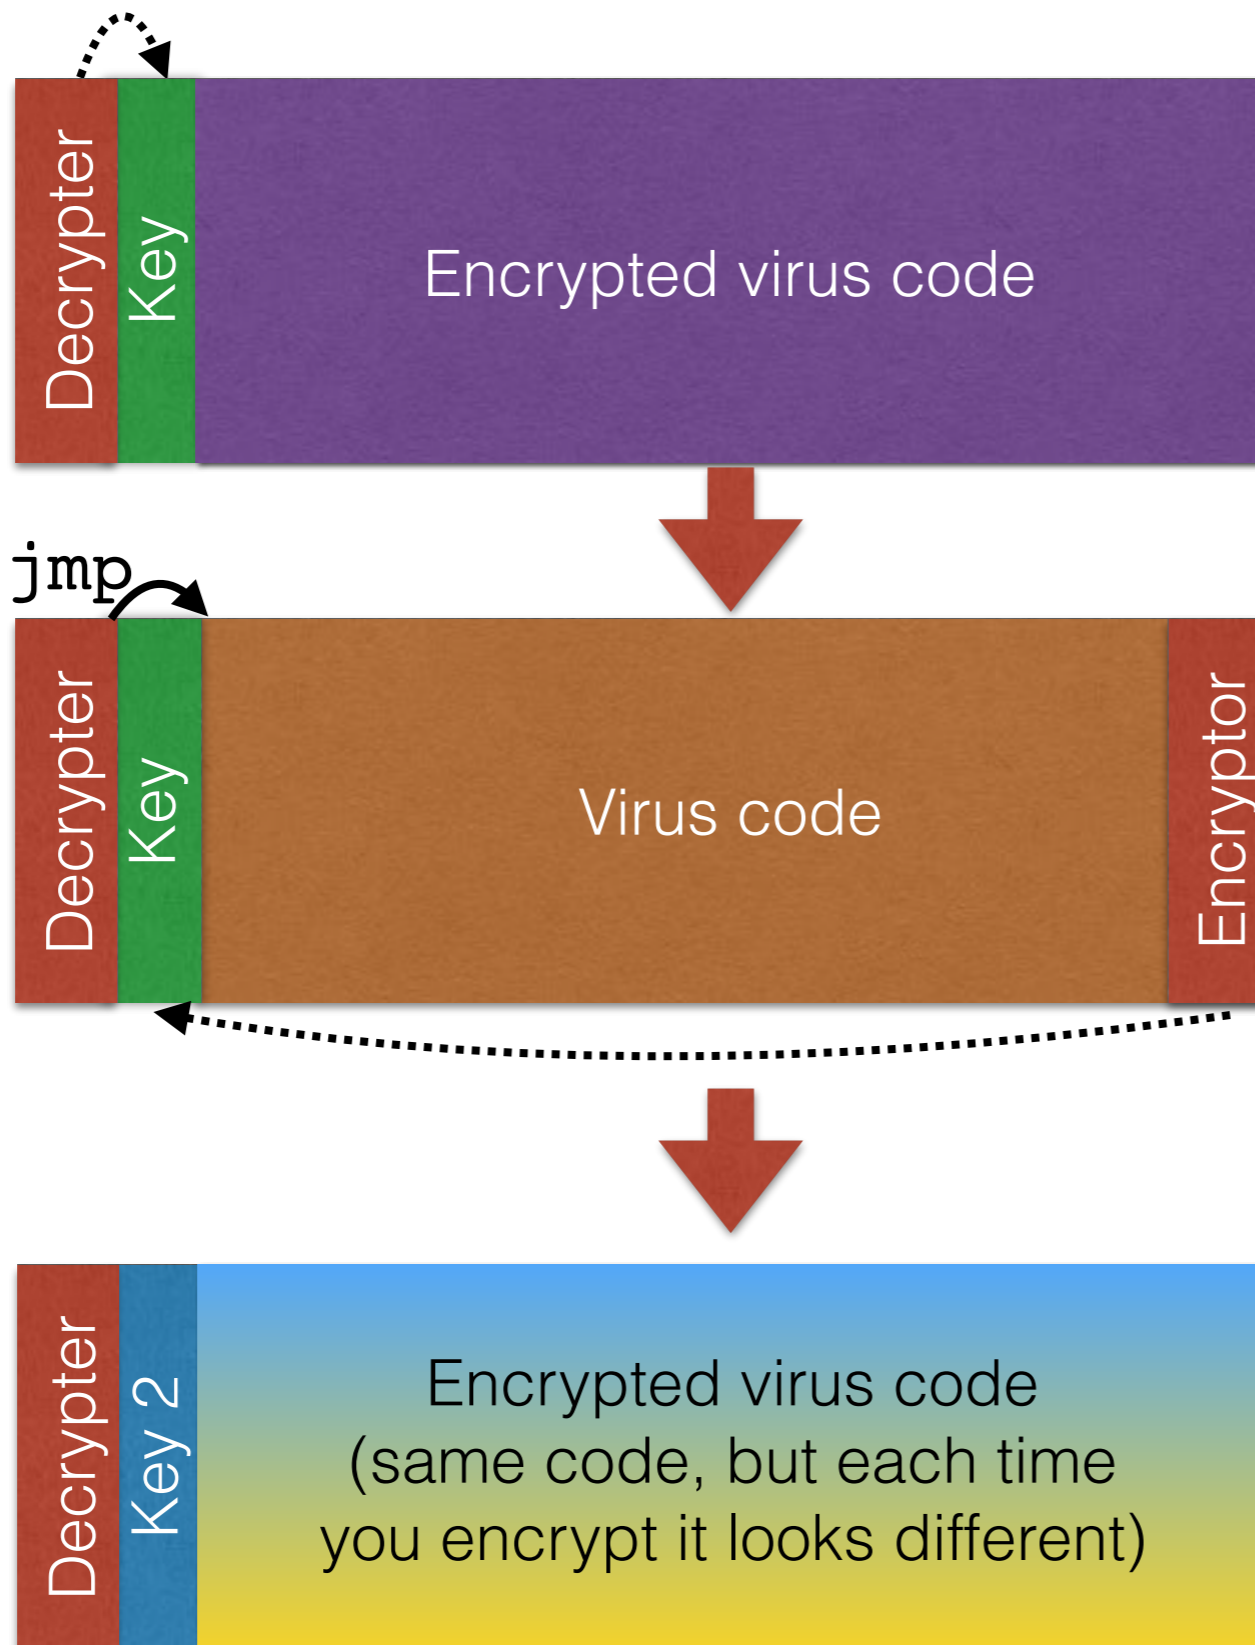 Decrypter
Key
Encrypted virus code
jmp
Decrypter
Key
Virus code
Encryptor
Decrypter
Key 2
Encrypted virus code
(same code, but each time
you encrypt it looks different)